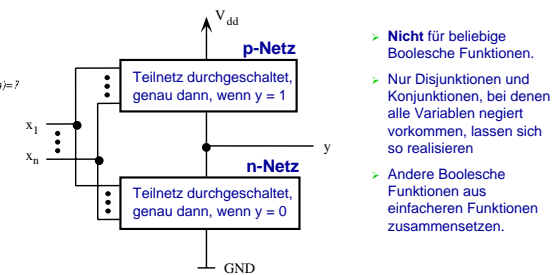 V_dd
p-Netz
Teilnetz durchgeschaltet,
genau dann, wenn y = 1
)=?
x_1
x_n
y
n-Netz
Teilnetz durchgeschaltet,
genau dann, wenn y = 0
GND
➢ Nicht für beliebige
Boolesche Funktionen.
➢ Nur Disjunktionen und
Konjunktionen, bei denen
alle Variablen negiert
vorkommen, lassen sich
so realisieren
➢ Andere Boolesche
Funktionen aus
einfacheren Funktionen
zusammensetzen.